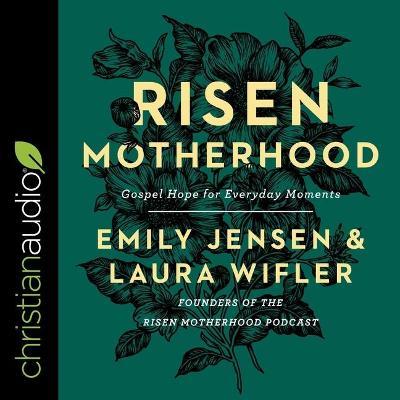 christianaudio
RISEN
MOTHERHOOD
Gospel Hope for Everyday Moments
EMILY JENSEN &
LAURA WIFLER
FOUNDERS OF THE
RISEN MOTHERHOOD PODCAST